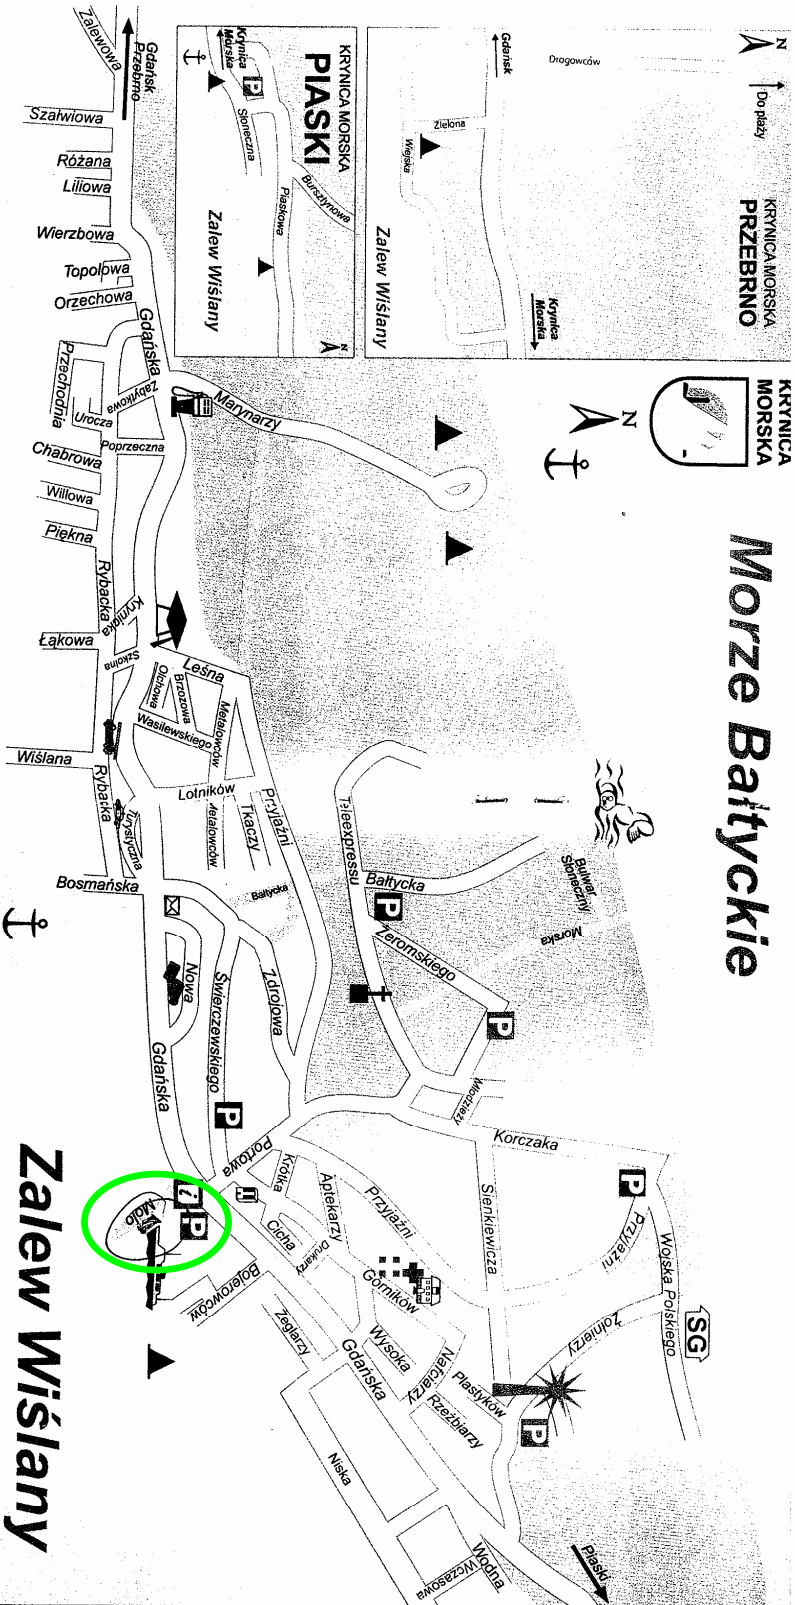 KRYNICA
MORSKA
N
Morze Bałtyckie
Zalew Wiślany
N
Do plaży
KRYNICA MORSKA
PRZEBRNO
Drogowców
Gdańsk
Zielona
Wiejska
Krynica
Morska
Zalew Wiślany
KRYNICA MORSKA
PIASKI
Krynica
Morska
P
Słoneczna
Bursztynowa
Piaskowa
Zalew Wiślany
N
Zalewowa
Gdańsk
Przebrno
Szałwiowa
Różana
Liliowa
Wierzbowa
Topolowa
Orzechowa
Gdańska
Przechodnia
Zabytkowa
Urocza
Poprzeczna
Marynarzy
Chabrowa
Willowa
Piękna
Rybacka
Krynicka
Łąkowa
Szkolna
Leśna
Olchowa
Brzozowa
Wasilewskiego
Metalowców
Wiślana
Rybacka
Turystyczna
Lotników
Metalowców
Tkaczy
Przyjaźni
Bosmańska
Bałtycka
Teleexpressu
Bałtycka
P
Bulwar
Słoneczny
Morska
Żeromskiego
P
Nowa
Świerczewskiego
Zdrojowa
Gdańska
P
Portowa
Młodzieży
Korczaka
Sienkiewicza
P
Przyjaźni
Wojska Polskiego
SG
Żołnierzy
Krótka
Aptekarzy
Przyjaźni
i
P
Molo
Cicha
Drukarzy
Górników
Bojerowców
Żeglarzy
Gdańska
Wysoka
Nafciarzy
Plastyków
Rzeźbiarzy
P
Niska
Wodna
Wczasowa
Piaski